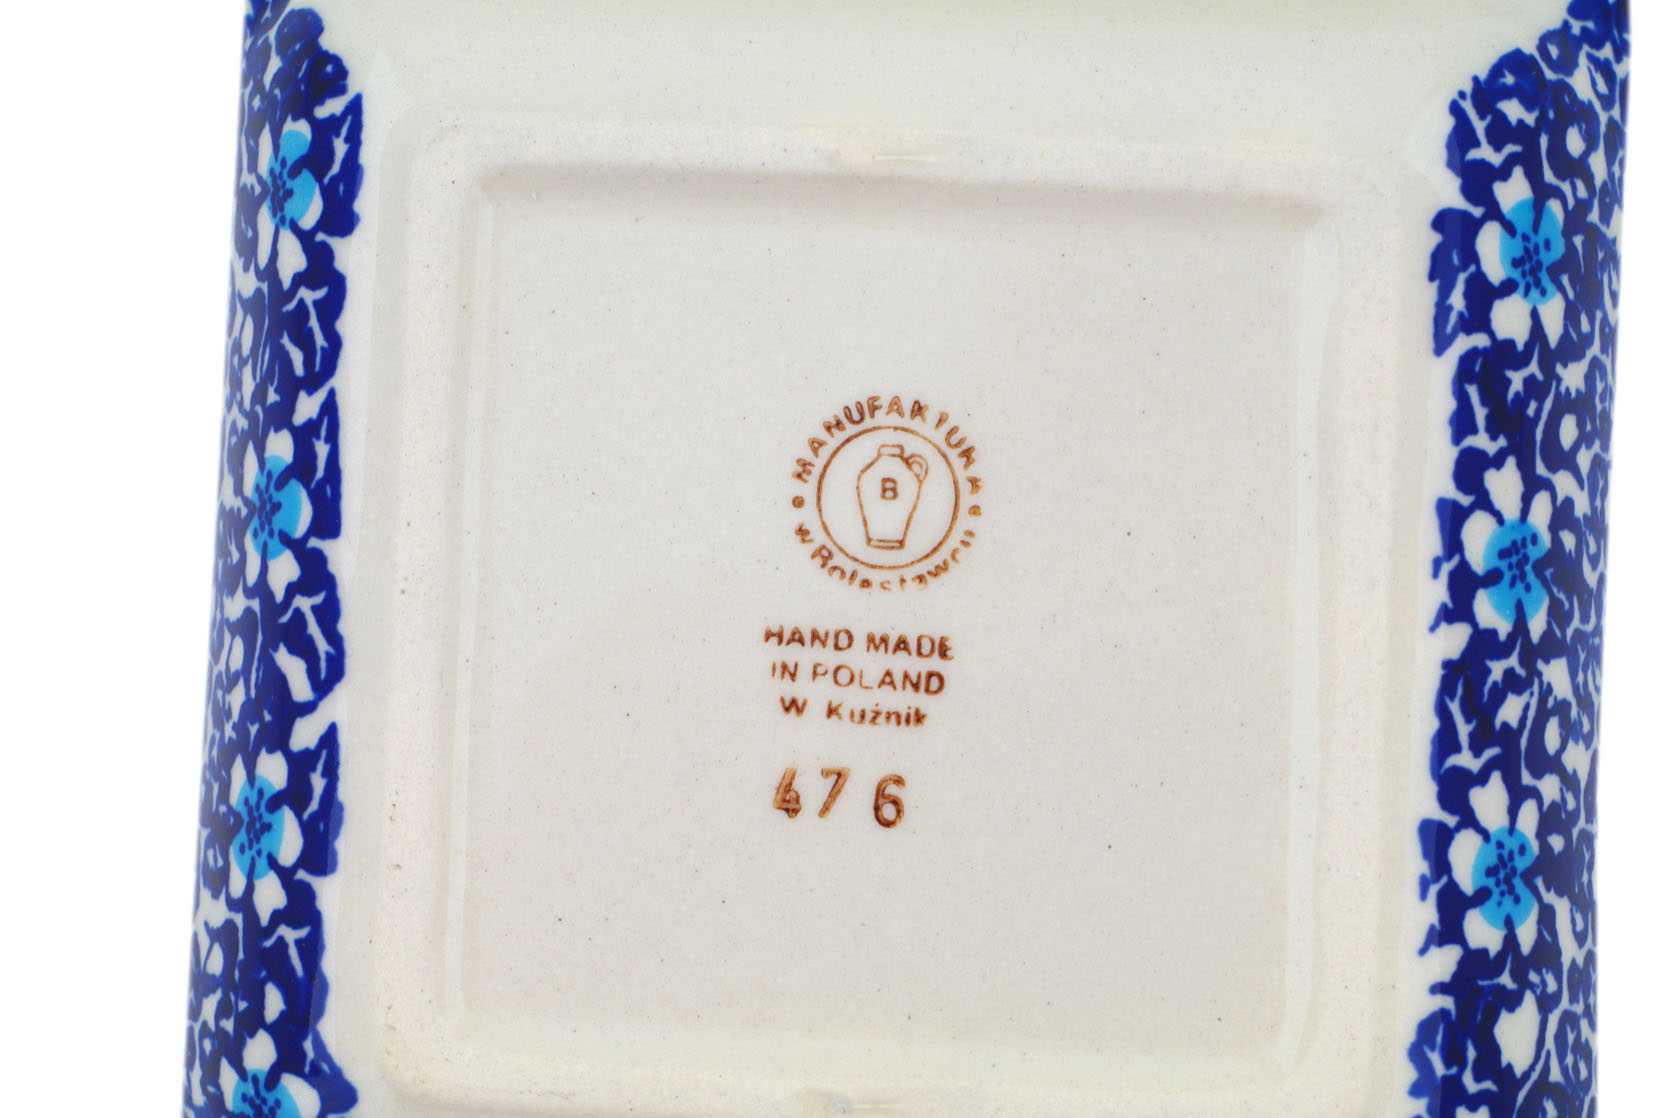 MANUFAKTURA
w Bolesławcu
B
HAND MADE
IN POLAND
W Kuźnik
476